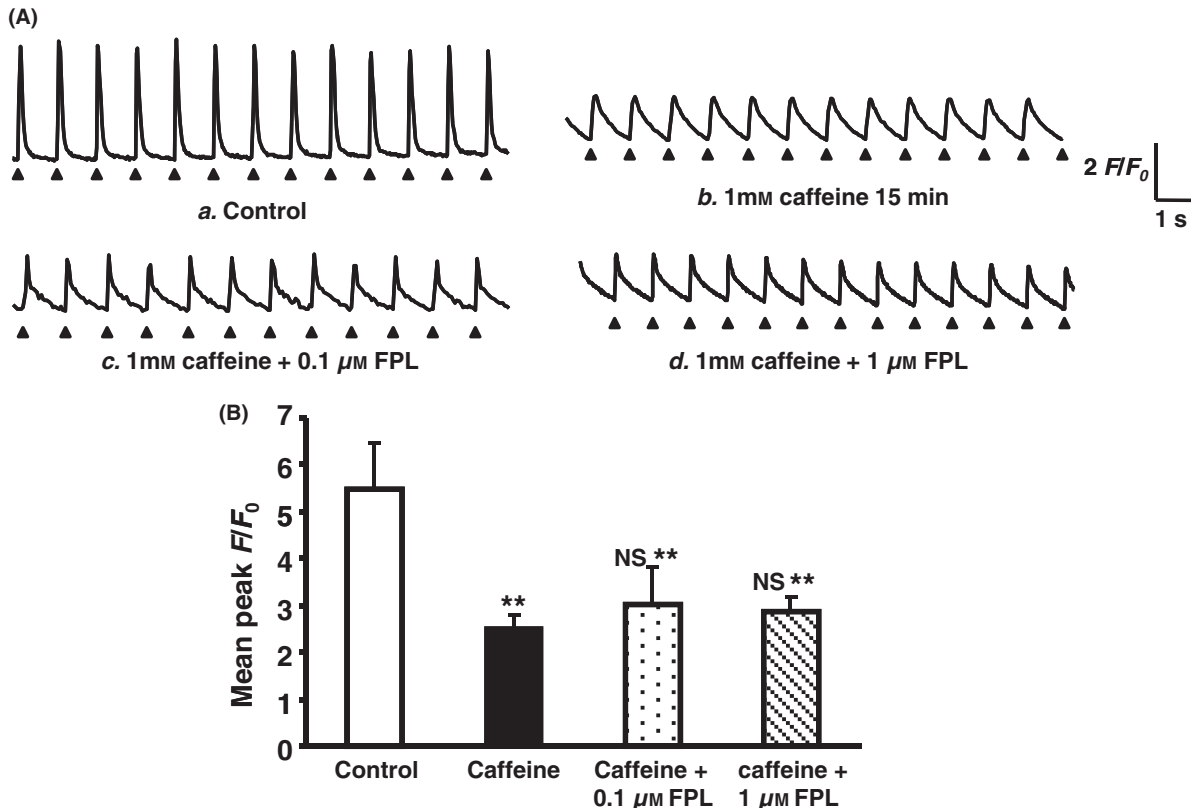 (A)
a. Control
b. 1mM caffeine 15 min
2 F/F0
1 s
c. 1mM caffeine + 0.1 µM FPL
d. 1mM caffeine + 1 µM FPL
(B)
Mean peak F/F0
7
6
5
4
3
2
1
0
**
NS **
NS **
Control
Caffeine
Caffeine +
0.1 µM FPL
caffeine +
1 µM FPL